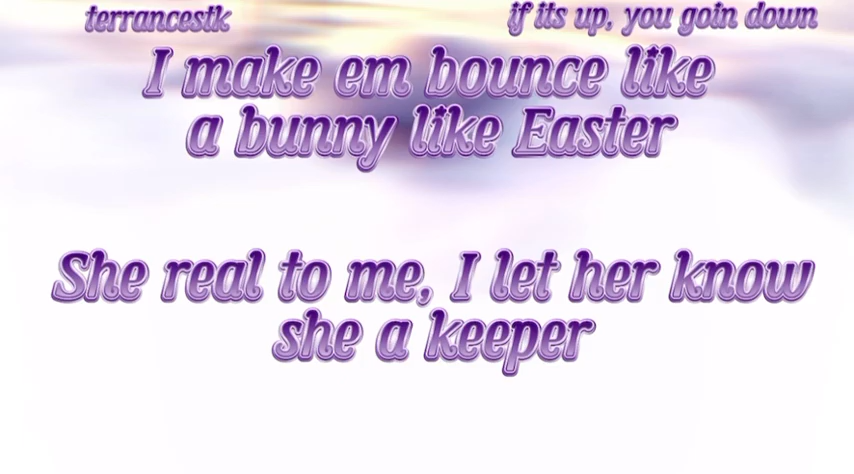 terrancestk
if its up, you goin down
I make em bounce like
a bunny like Easter
She real to me, I let her know
she a keeper